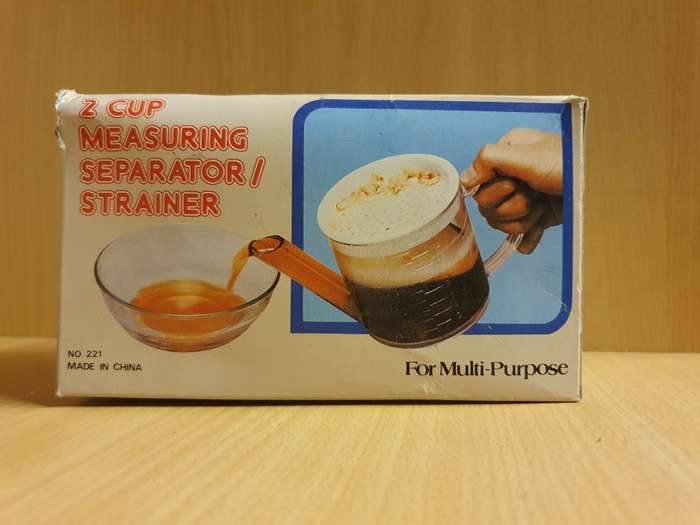 2 CUP
MEASURING
SEPARATOR/
STRAINER
NO. 221
MADE IN CHINA
For Multi-Purpose